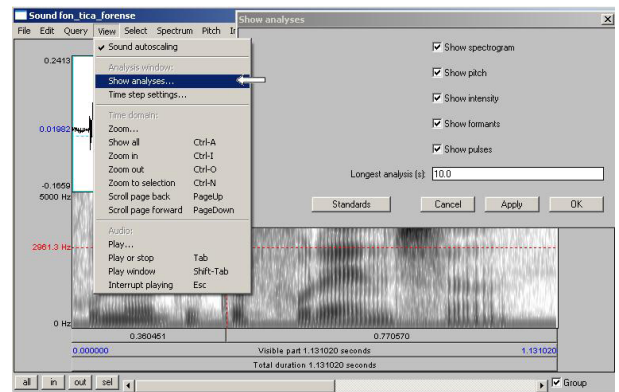 Sound fon_tica_forense
File Edit Query View Select Spectrum Pitch
Sound autoscaling
Analysis window:
Show analyses...
Time step settings...
Time domain:
Zoom...
Show all Ctrl-A
Zoom in Ctrl-I
Zoom out Ctrl-O
Zoom to selection Ctrl-N
Scroll page back PageUp
Scroll page forward PageDown
Audio:
Play...
Play or stop Tab
Play window Shift-Tab
Interrupt playing Esc
Show analyses
Show spectrogram
Show pitch
Show intensity
Show formants
Show pulses
Longest analysis (s): 10.0
Standards Cancel Apply OK
0.2413
0.01982
-0.1659
5000 Hz
2961.3 Hz
0 Hz
0.360451 0.770570
0.000000 Visible part 1.131020 seconds 1.131020
Total duration 1.131020 seconds
all in out sel Group